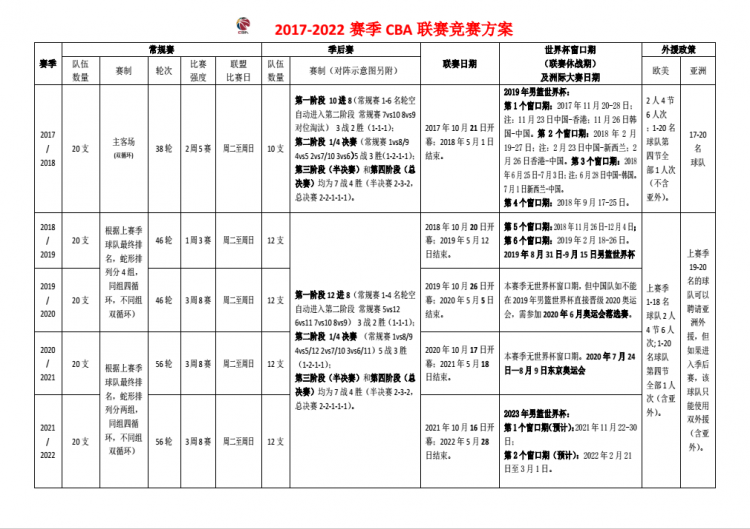 2017-2022 赛季 CBA 联赛竞赛方案
赛季
常规赛
季后赛
联赛日期
世界杯窗口期
（联赛休战期）
及洲际大赛日期
外援政策
队伍
数量
赛制
轮次
比赛
强度
联盟
比赛日
队伍
数量
赛制（对阵示意图另附）
欧美
亚洲
2017
/
2018
20 支
主客场
(双循环)
38 轮
2 周 5 赛
周二至周日
10 支
第一阶段 10 进 8（常规赛 1-6 名轮空
自动进入第二阶段 常规赛 7vs10 8vs9
对位淘汰） 3 战 2 胜（1-1-1）；
第二阶段 1/4 决赛（常规赛 1vs8/9
4vs5 2vs7/10 3vs6)5 战 3 胜(1-2-1-1)；
第三阶段（半决赛）和第四阶段（总
决赛）均为 7 战 4 胜（半决赛 2-3-2,
总决赛 2-2-1-1-1）。
2017 年 10 月 21 日开
幕；2018 年 5 月 1 日
结束。
2019 年男篮世界杯：
第 1 个窗口期：2017 年 11 月 20-28 日；
注：11 月 23 日中国-香港；11 月 26 日韩
国-中国。第 2 个窗口期：2018 年 2 月
19-27 日；注：2 月 23 日中国-新西兰；2
月 26 日香港-中国。第 3 个窗口期：2018
年 6 月 25 日-7 月 3 日；注：6 月 28 日中国-韩国。
7 月 1 日新西兰-中国。
第 4 个窗口期：2018 年 9 月 17-25 日。
2 人 4 节
6 人次
；1-20 名
球队第
四节全
部 1 人次
（不含
亚外）。
17-20
名
球队
2018
/
2019
20 支
根据上赛季
球队最终排
名，蛇形排
列分 4 组，
同组四循
环，不同组
双循环）
46 轮
1 周 3 赛
周二至周日
12 支
第一阶段 12 进 8（常规赛 1-4 名轮空
自动进入第二阶段 常规赛 5vs12
6vs11 7vs10 8vs9） 3 战 2 胜（1-1-1）；
第二阶段 1/4 决赛 （常规赛 1vs8/9
4vs5/12 2vs7/10 3vs6/11）5 战 3 胜
（1-2-1-1）；
第三阶段（半决赛）和第四阶段（总
决赛）均为 7 战 4 胜（半决赛 2-3-2,
总决赛 2-2-1-1-1）。
2018 年 10 月 20 日开
幕；2019 年 5 月 12
日结束。
第 5 个窗口期：2018 年 11 月 26 日-12 月 4 日；
第 6 个窗口期：2019 年 2 月 18-26 日。
2019 年 8 月 31 日-9 月 15 日男篮世界杯
上赛季
1-18 名
球队 2 人
4 节 6 人
次；1-20
名球队
第四节
全部 1 人
次（含亚
外）。
上赛季
19-20
名的球
队可以
聘请亚
洲外
援，但
如果进
入季后
赛，该
球队只
能使用
双外援
（含亚
外）。
2019
/
2020
20 支
46 轮
3 周 8 赛
周二至周日
12 支
2019 年 10 月 26 日开
幕；2020 年 5 月 5 日
结束。
本赛季无世界杯窗口期，但中国队如不能
在 2019 年男篮世界杯直接晋级 2020 奥运
会，需参加 2020 年 6 月奥运会落选赛。
2020
/
2021
20 支
根据上赛季
球队最终排
名，蛇形排
列分两组，
同组四循
环，不同组
双循环）
56 轮
3 周 8 赛
周二至周日
12 支
2020 年 10 月 17 日开
幕；2021 年 5 月 18
日结束。
本赛季无世界杯窗口期。2020 年 7 月 24
日—8 月 9 日东京奥运会
2021
/
2022
20 支
56 轮
3 周 8 赛
周二至周日
12 支
2021 年 10 月 16 日开
幕；2022 年 5 月 28
日结束。
2023 年男篮世界杯：
第 1 个窗口期(预计)：2021 年 11 月 22-30
日；
第 2 个窗口期（预计）：2022 年 2 月 21
日至 3 月 1 日。